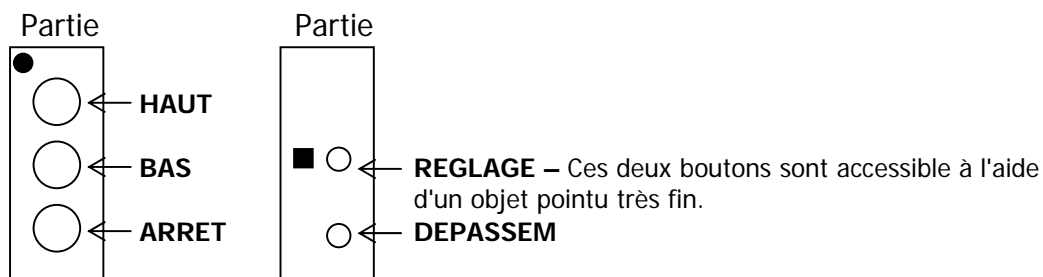 Partie
Partie
HAUT
BAS
REGLAGE – Ces deux boutons sont accessible à l'aide
d'un objet pointu très fin.
ARRET
DEPASSEM